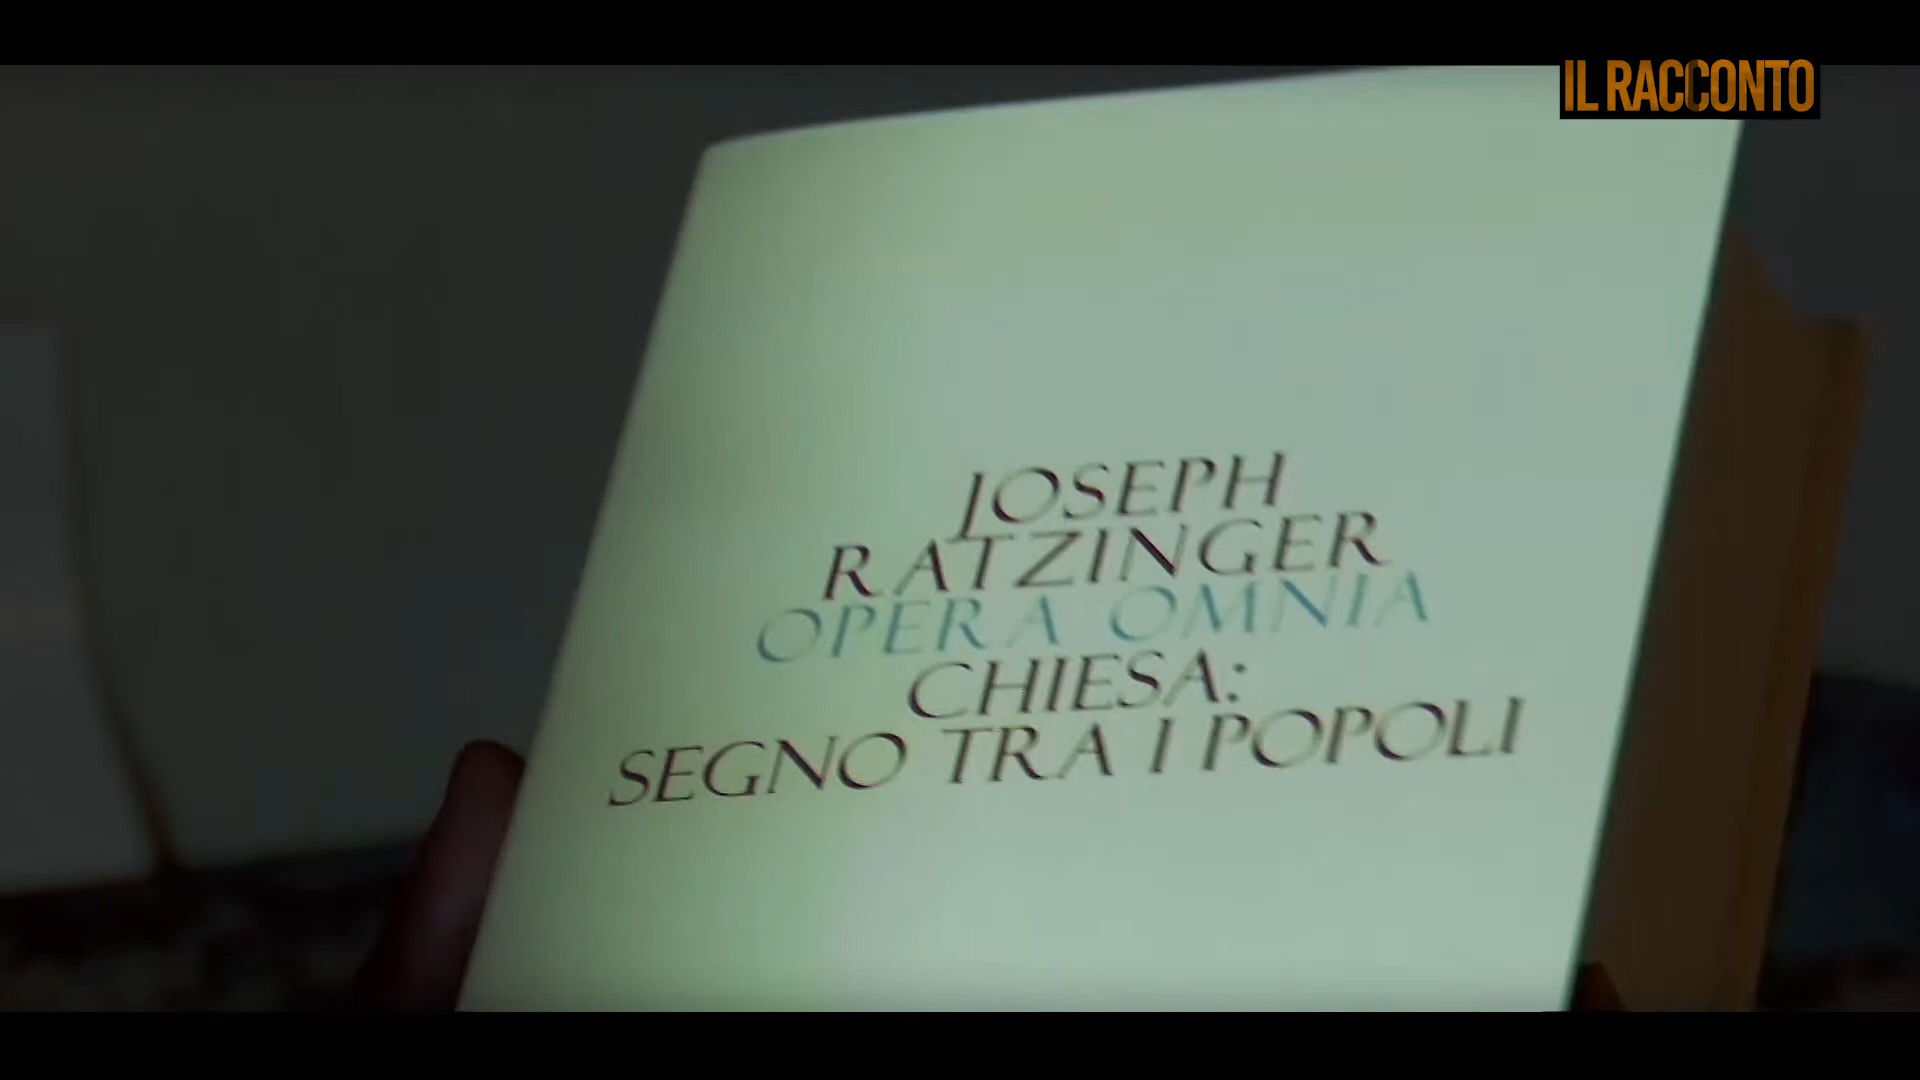 IL RACCONTO
JOSEPH
RATZINGER
OPERA OMNIA
CHIESA:
SEGNO TRA I POPOLI